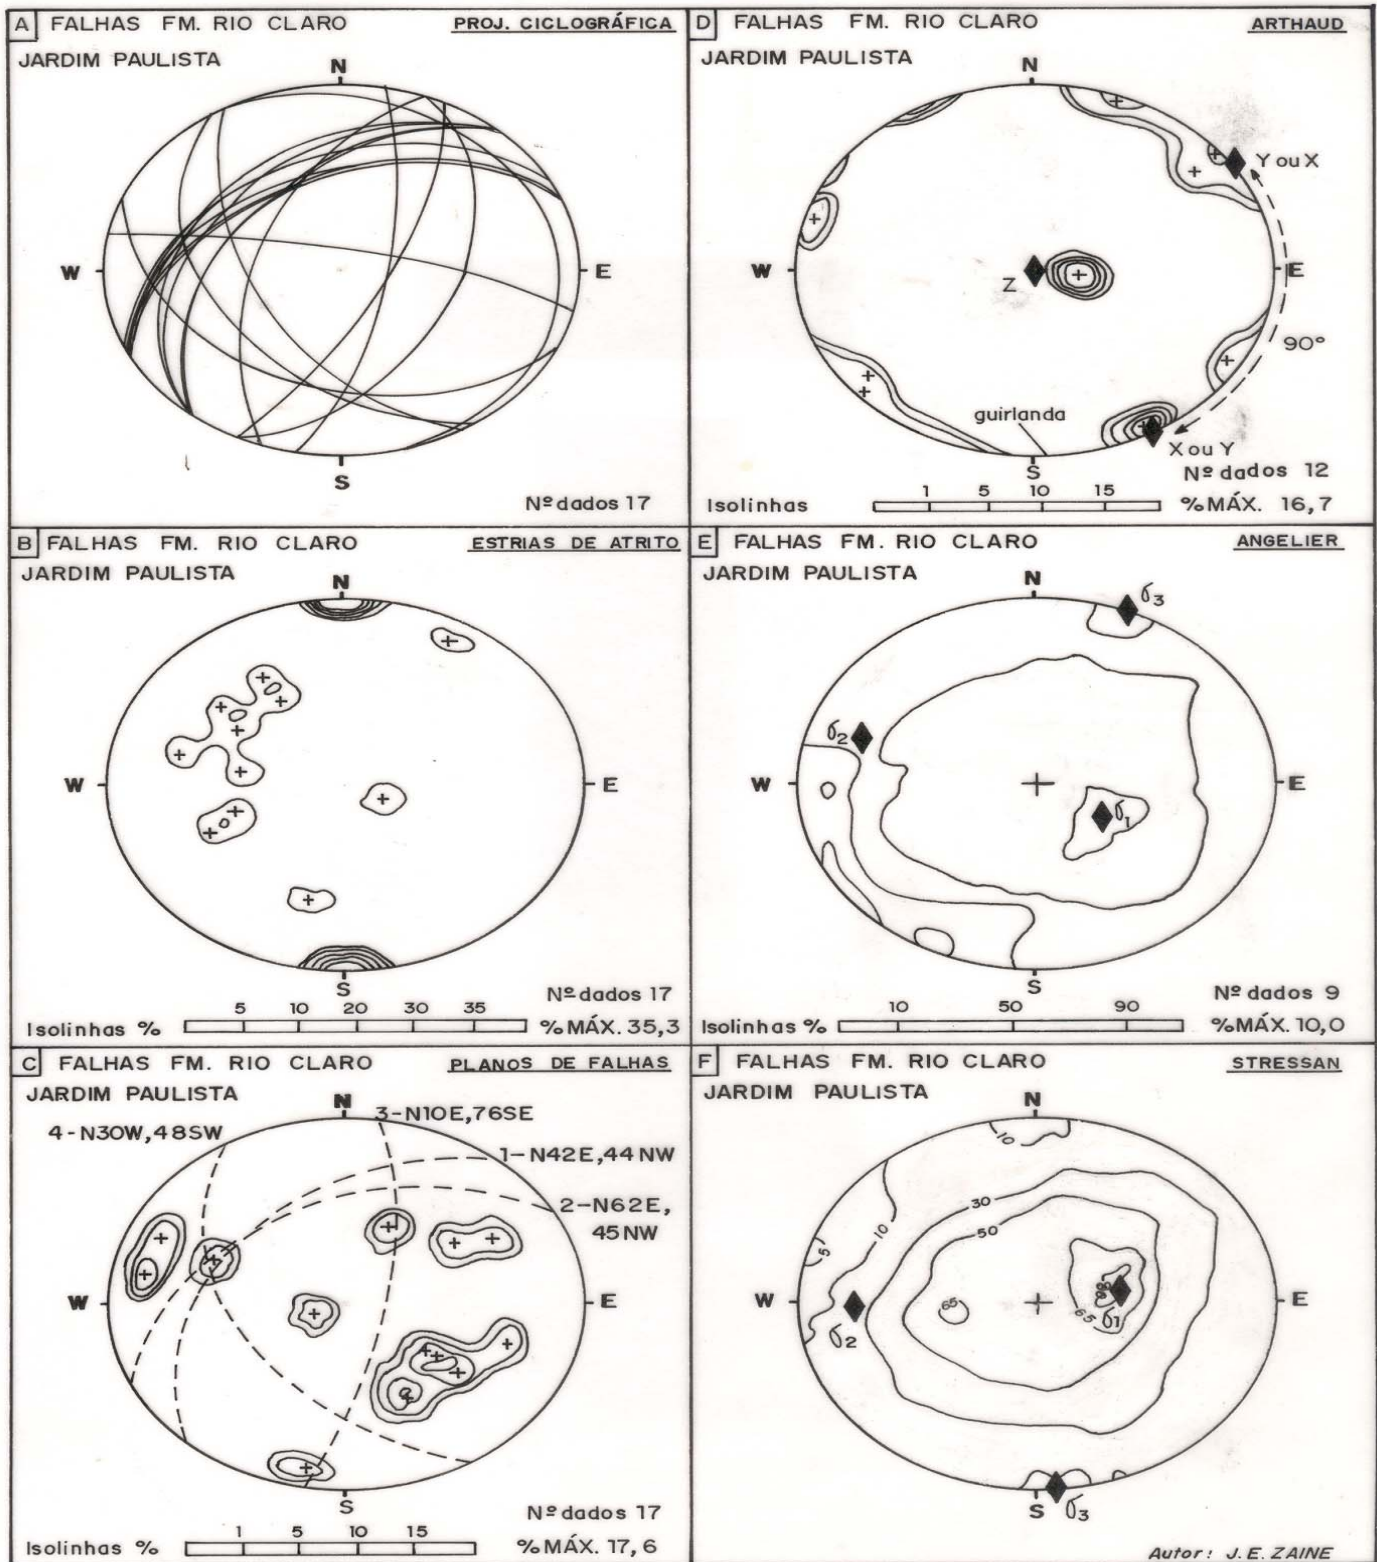 A FALHAS FM. RIO CLARO PROJ. CICLOGRÁFICA
JARDIM PAULISTA
N
W
E
S
Nº dados 17
D FALHAS FM. RIO CLARO ARTHAUD
JARDIM PAULISTA
N
Y ou X
W
Z
E
90°
guirlanda
X ou Y
S
Nº dados 12
1 5 10 15
Isolinhas %MÁX. 16,7
B FALHAS FM. RIO CLARO ESTRIAS DE ATRITO
JARDIM PAULISTA
N
W
E
S
Nº dados 17
5 10 20 30 35
Isolinhas % %MÁX. 35,3
E FALHAS FM. RIO CLARO ANGELIER
JARDIM PAULISTA
N
σ3
σ2
W
E
σ1
S
Nº dados 9
10 50 90
Isolinhas % %MÁX. 10,0
C FALHAS FM. RIO CLARO PLANOS DE FALHAS
JARDIM PAULISTA
N
3-N10E,76SE
4-N30W,48SW
1-N42E,44NW
2-N62E,
45NW
W
E
S
Nº dados 17
1 5 10 15
Isolinhas % %MÁX. 17,6
F FALHAS FM. RIO CLARO STRESSAN
JARDIM PAULISTA
N
10
30
50
10
5
W
E
65
65
σ1
σ2
S
σ3
Autor: J. E. ZAINE